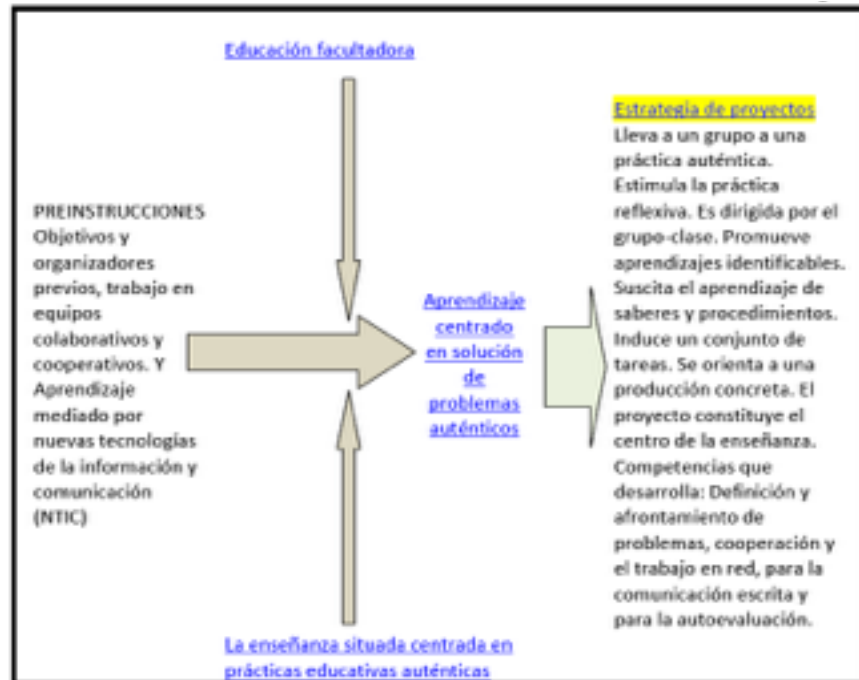 Educación facultadora
PREINSTRUCCIONES
Objetivos y
organizadores
previos, trabajo en
equipos
colaborativos y
cooperativos. Y
Aprendizaje
mediado por
nuevas tecnologías
de la información y
comunicación
(NTIC)
Aprendizaje
centrado
en solución
de
problemas
auténticos
La enseñanza situada centrada en
prácticas educativas auténticas
Estrategia de proyectos
Lleva a un grupo a una
práctica auténtica.
Estimula la práctica
reflexiva. Es dirigida por el
grupo-clase. Promueve
aprendizajes identificables.
Suscita el aprendizaje de
saberes y procedimientos.
Induce un conjunto de
tareas. Se orienta a una
producción concreta. El
proyecto constituye el
centro de la enseñanza.
Competencias que
desarrolla: Definición y
afrontamiento de
problemas, cooperación y
el trabajo en red, para la
comunicación escrita y
para la autoevaluación.